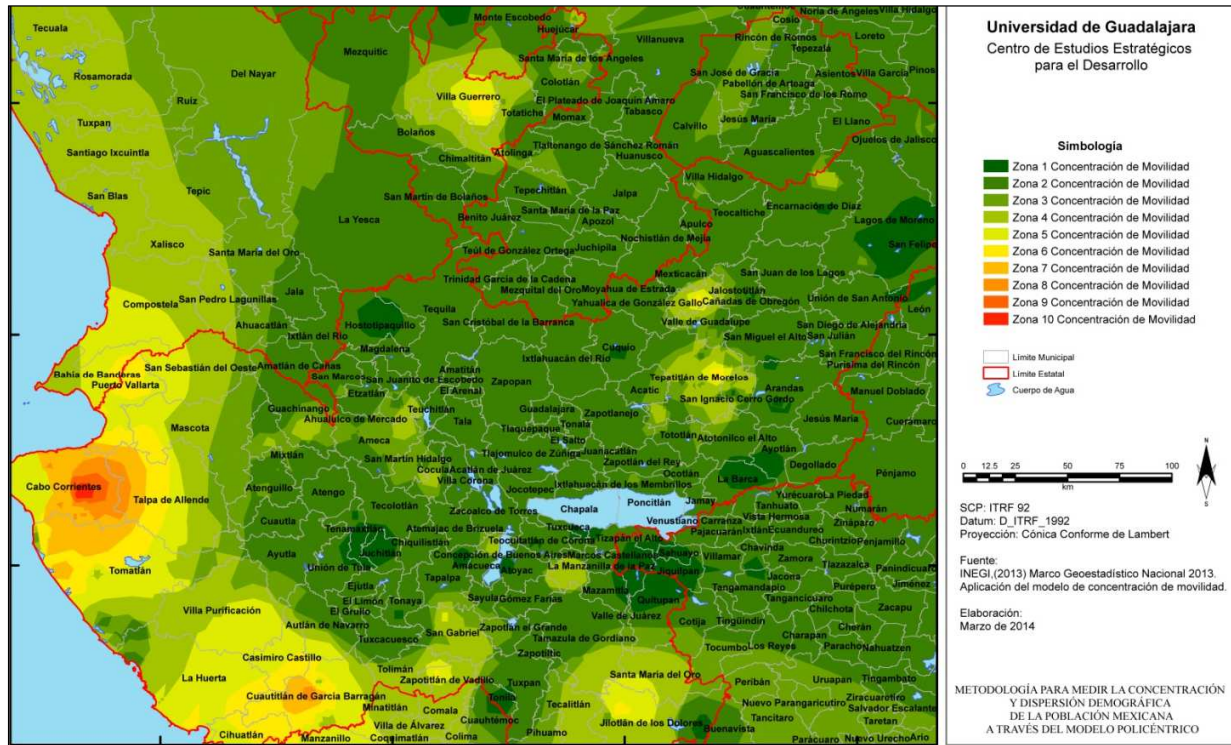 Tecuala
Rosamorada
Del Nayar
Ruíz
Tuxpan
Santiago Ixcuintla
San Blas
Tepic
Xalisco
Santa María del Oro
Compostela
San Pedro Lagunillas
Jala
Ahuacatlán
Ixtlán del Río
Bahía de Banderas
Puerto Vallarta
San Sebastián del Oeste
Amatlán de Cañas
Mezquitic
Monte Escobedo
Huejúcar
Santa María de los Ángeles
Villanueva
Colotlán
Villa Guerrero
Totatiche
El Plateado de Joaquín Amaro
Momax
Tabasco
Bolaños
Chimaltitán
Atolinga
Tlaltenango de Sánchez Román
Huanusco
Tepechitlán
Jalpa
San Martín de Bolaños
La Yesca
Benito Juárez
Santa María de la Paz
Apozol
Teúl de González Ortega
Juchipila
Nochistlán de Mejía
Apulco
Trinidad García de la Cadena
Mezquital del Oro
Moyahua de Estrada
Mexticacán
Cosío
Noria de Ángeles
Villa Hidalgo
Rincón de Romos
Tepezalá
Loreto
San José de Gracia
Asientos
Villa García
Pinos
Pabellón de Arteaga
San Francisco de los Romo
Calvillo
Jesús María
El Llano
Aguascalientes
Ojuelos de Jalisco
Villa Hidalgo
Encarnación de Díaz
Teocaltiche
Lagos de Moreno
San Felipe
San Juan de los Lagos
Jalostotitlán
Yahualica de González Gallo
Cañadas de Obregón
Unión de San Antonio
León
Valle de Guadalupe
San Diego de Alejandría
San Miguel el Alto
San Julián
San Francisco del Rincón
Purísima del Rincón
Manuel Doblado
Hostotipaquillo
Tequila
San Cristóbal de la Barranca
Magdalena
Ixtlahuacán del Río
Cuquío
San Marcos
San Juanito de Escobedo
Amatitán
Etzatlán
El Arenal
Zapopan
Tepatitlán de Morelos
Acatic
Arandas
San Ignacio Cerro Gordo
Guachinango
Ahualulco de Mercado
Teuchitlán
Tala
Guadalajara
Zapotlanejo
Tlaquepaque
Tonalá
El Salto
Jesús María
Cuerámaro
Mascota
Ameca
Mixtlán
San Martín Hidalgo
Tlajomulco de Zúñiga
Juanacatlán
Tototlán
Atotonilco el Alto
Ayotlán
Degollado
Pénjamo
Cocula
Acatlán de Juárez
Villa Corona
Zapotlán del Rey
Ocotlán
La Barca
Cabo Corrientes
Talpa de Allende
Atenguillo
Atengo
Jocotepec
Ixtlahuacán de los Membrillos
Chapala
Poncitlán
Jamay
Yurécuaro
La Piedad
Tecolotlán
Zacoalco de Torres
Tanhuato
Numarán
Cuautla
Tenamaxtlán
Atemajac de Brizuela
Tuxcueca
Venustiano Carranza
Vista Hermosa
Zináparo
Pajacuarán
Ixtlán
Ecuandureo
Ayutla
Juchitlán
Chiquilistlán
Teocuitatlán de Corona
Tizapán el Alto
Churintzio
Penjamillo
Tomatlán
Unión de Tula
Concepción de Buenos Aires
Marcos Castellanos
Sahuayo
Villamar
Chavinda
Zamora
Tlazazalca
Panindícuaro
Amacueca
Atoyac
La Manzanilla de la Paz
Jiquilpan
Jacona
Purépero
Jiménez
Ejutla
Tapalpa
Mazamitla
Quitupan
Tangamandapio
Tangancícuaro
Zacapu
Villa Purificación
El Limón
Tonaya
Sayula
Gómez Farías
Valle de Juárez
Cotija
Chilchota
El Grullo
Tingüindín
Cherán
Autlán de Navarro
Tuxcacuesco
San Gabriel
Zapotlán el Grande
Tamazula de Gordiano
Tocumbo
Los Reyes
Charapan
Paracho
Nahuatzen
Zapotiltic
Casimiro Castillo
La Huerta
Tolimán
Zapotitlán de Vadillo
Santa María del Oro
Peribán
Uruapan
Tingambato
Cuautitlán de García Barragán
Tonila
Tuxpan
Ziracuaretiro
Minatitlán
Comala
Tecalitlán
Jilotlán de los Dolores
Nuevo Parangaricutiro
Salvador Escalante
Tancítaro
Taretan
Cihuatlán
Manzanillo
Villa de Álvarez
Coquimatlán
Colima
Cuauhtémoc
Pihuamo
Buenavista
Parácuaro
Nuevo Urecho
Ario
Universidad de Guadalajara
Centro de Estudios Estratégicos
para el Desarrollo
Simbología
Zona 1 Concentración de Movilidad
Zona 2 Concentración de Movilidad
Zona 3 Concentración de Movilidad
Zona 4 Concentración de Movilidad
Zona 5 Concentración de Movilidad
Zona 6 Concentración de Movilidad
Zona 7 Concentración de Movilidad
Zona 8 Concentración de Movilidad
Zona 9 Concentración de Movilidad
Zona 10 Concentración de Movilidad
Límite Municipal
Límite Estatal
Cuerpo de Agua
N
W E
S
0 12.5 25 50 75 100
km
SCP: ITRF 92
Datum: D_ITRF_1992
Proyección: Cónica Conforme de Lambert
Fuente:
INEGI,(2013) Marco Geoestadístico Nacional 2013.
Aplicación del modelo de concentración de movilidad.
Elaboración:
Marzo de 2014
METODOLOGÍA PARA MEDIR LA CONCENTRACIÓN
Y DISPERSIÓN DEMOGRÁFICA
DE LA POBLACIÓN MEXICANA
A TRAVÉS DEL MODELO POLICÉNTRICO